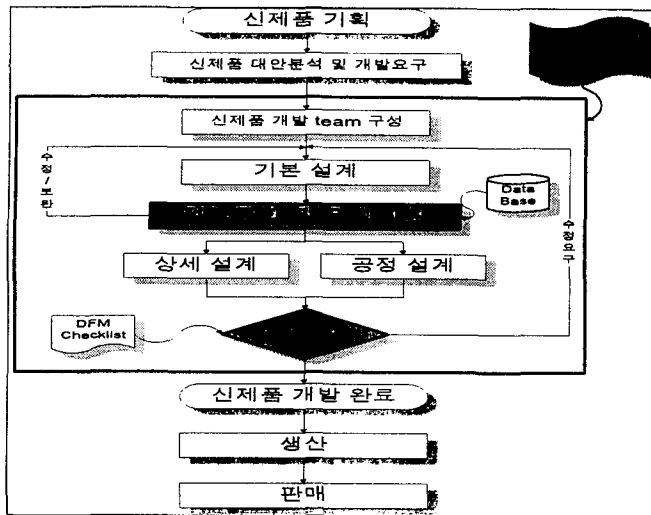 신제품 기획
신제품 대안분석 및 개발요구
신제품 개발 team 구성
수정/보완
기본 설계
Data
Base
수정요구
상세 설계
공정 설계
DFM
Checklist
신제품 개발 완료
생산
판매